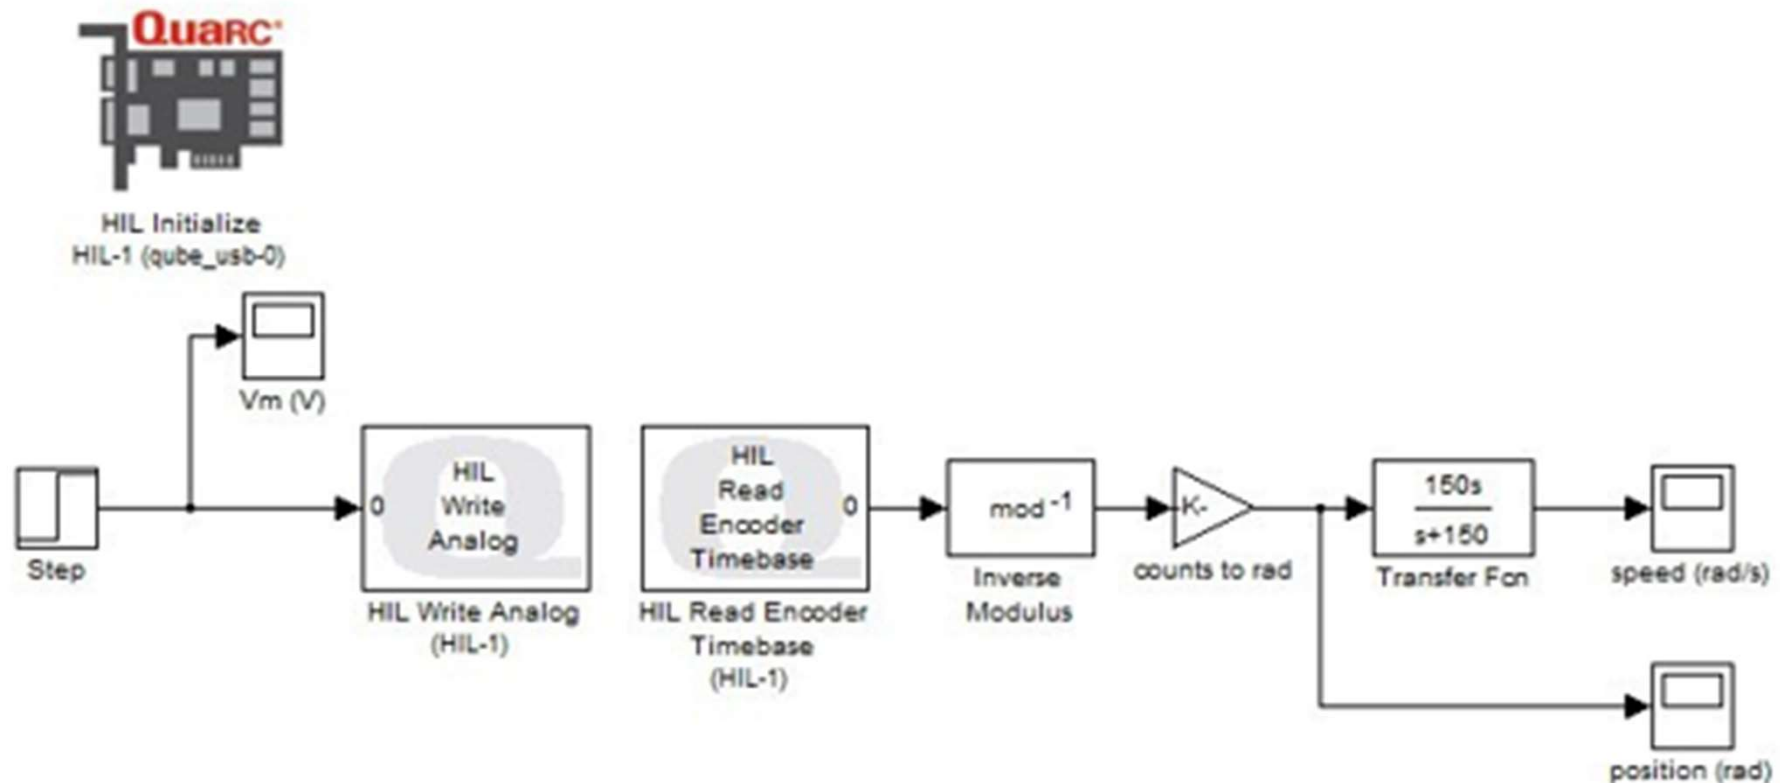 QUARC
HIL Initialize
HIL-1 (qube_usb-0)
Vm (V)
Step
0
HIL
Write
Analog
HIL Write Analog
(HIL-1)
HIL
Read
Encoder
Timebase
0
HIL Read Encoder
Timebase
(HIL-1)
mod -1
Inverse
Modulus
K-
counts to rad
150s
s+150
Transfer Fcn
speed (rad/s)
position (rad)